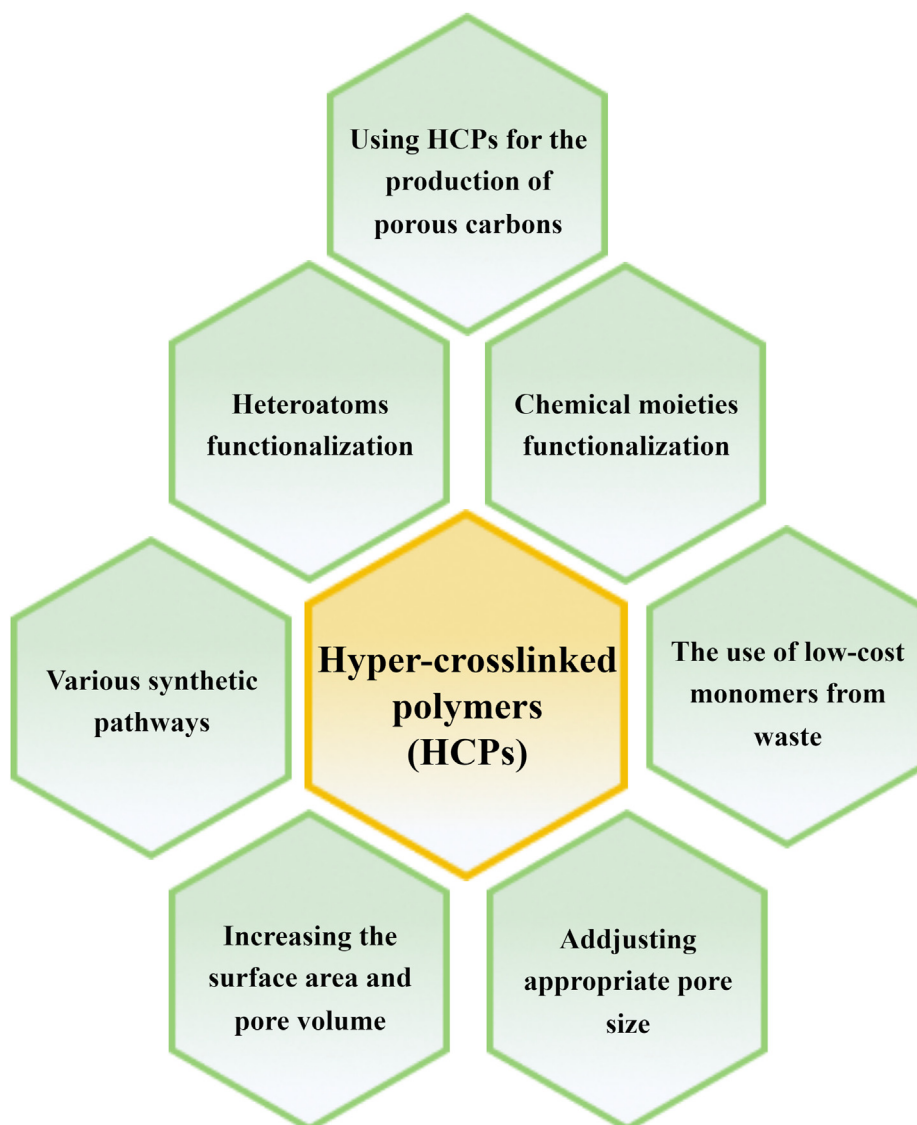 Using HCPs for the
production of
porous carbons
Heteroatoms
functionalization
Chemical moieties
functionalization
Various synthetic
pathways
Hyper-crosslinked
polymers
(HCPs)
The use of low-cost
monomers from
waste
Increasing the
surface area and
pore volume
Addjusting
appropriate pore
size